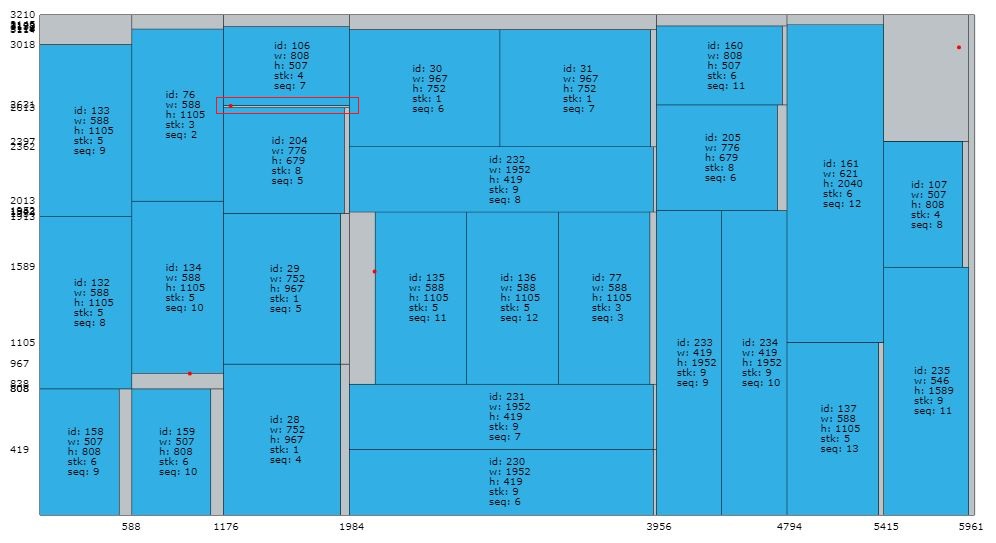 3210
3018
2013
1589
1105
967
808
419
id: 133
w: 588
h: 1105
stk: 5
seq: 9
id: 132
w: 588
h: 1105
stk: 5
seq: 8
id: 158
w: 507
h: 808
stk: 6
seq: 9
id: 76
w: 588
h: 1105
stk: 3
seq: 2
id: 134
w: 588
h: 1105
stk: 5
seq: 10
id: 159
w: 507
h: 808
stk: 6
seq: 10
id: 106
w: 808
h: 507
stk: 4
seq: 7
id: 204
w: 776
h: 679
stk: 8
seq: 5
id: 29
w: 752
h: 967
stk: 1
seq: 5
id: 28
w: 752
h: 967
stk: 1
seq: 4
id: 30
w: 967
h: 752
stk: 1
seq: 6
id: 31
w: 967
h: 752
stk: 1
seq: 7
id: 232
w: 1952
h: 419
stk: 9
seq: 8
id: 135
w: 588
h: 1105
stk: 5
seq: 11
id: 136
w: 588
h: 1105
stk: 5
seq: 12
id: 77
w: 588
h: 1105
stk: 3
seq: 3
id: 231
w: 1952
h: 419
stk: 9
seq: 7
id: 230
w: 1952
h: 419
stk: 9
seq: 6
id: 160
w: 808
h: 507
stk: 6
seq: 11
id: 205
w: 776
h: 679
stk: 8
seq: 6
id: 233
w: 419
h: 1952
stk: 9
seq: 9
id: 234
w: 419
h: 1952
stk: 9
seq: 10
id: 161
w: 621
h: 2040
stk: 6
seq: 12
id: 137
w: 588
h: 1105
stk: 5
seq: 13
id: 107
w: 507
h: 808
stk: 4
seq: 8
id: 235
w: 546
h: 1589
stk: 9
seq: 11
588
1176
1984
3956
4794
5415
5961